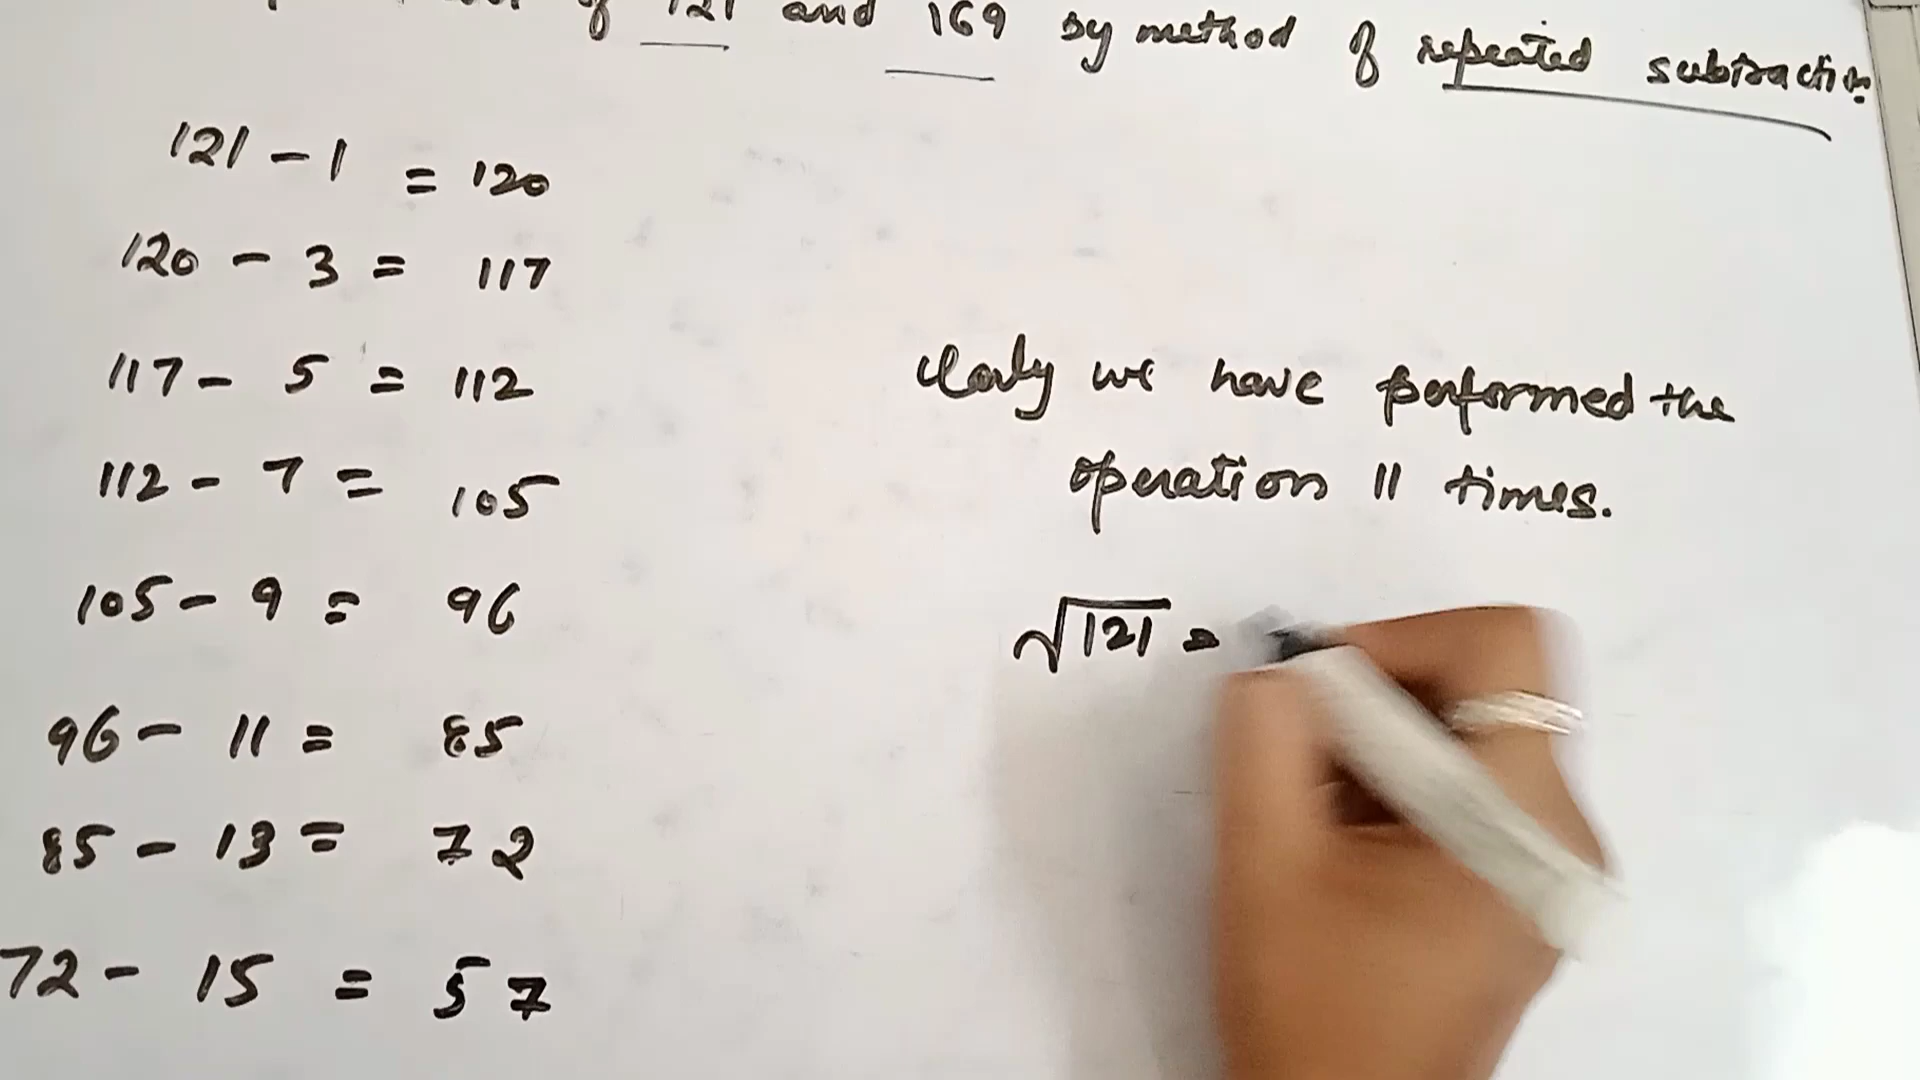 of 121 and 169 by method of repeated subtraction.
121 - 1 = 120
120 - 3 = 117
117 - 5 = 112
112 - 7 = 105
105 - 9 = 96
96 - 11 = 85
85 - 13 = 72
72 - 15 = 57
we have performed the
operation 11 times.
√121 =